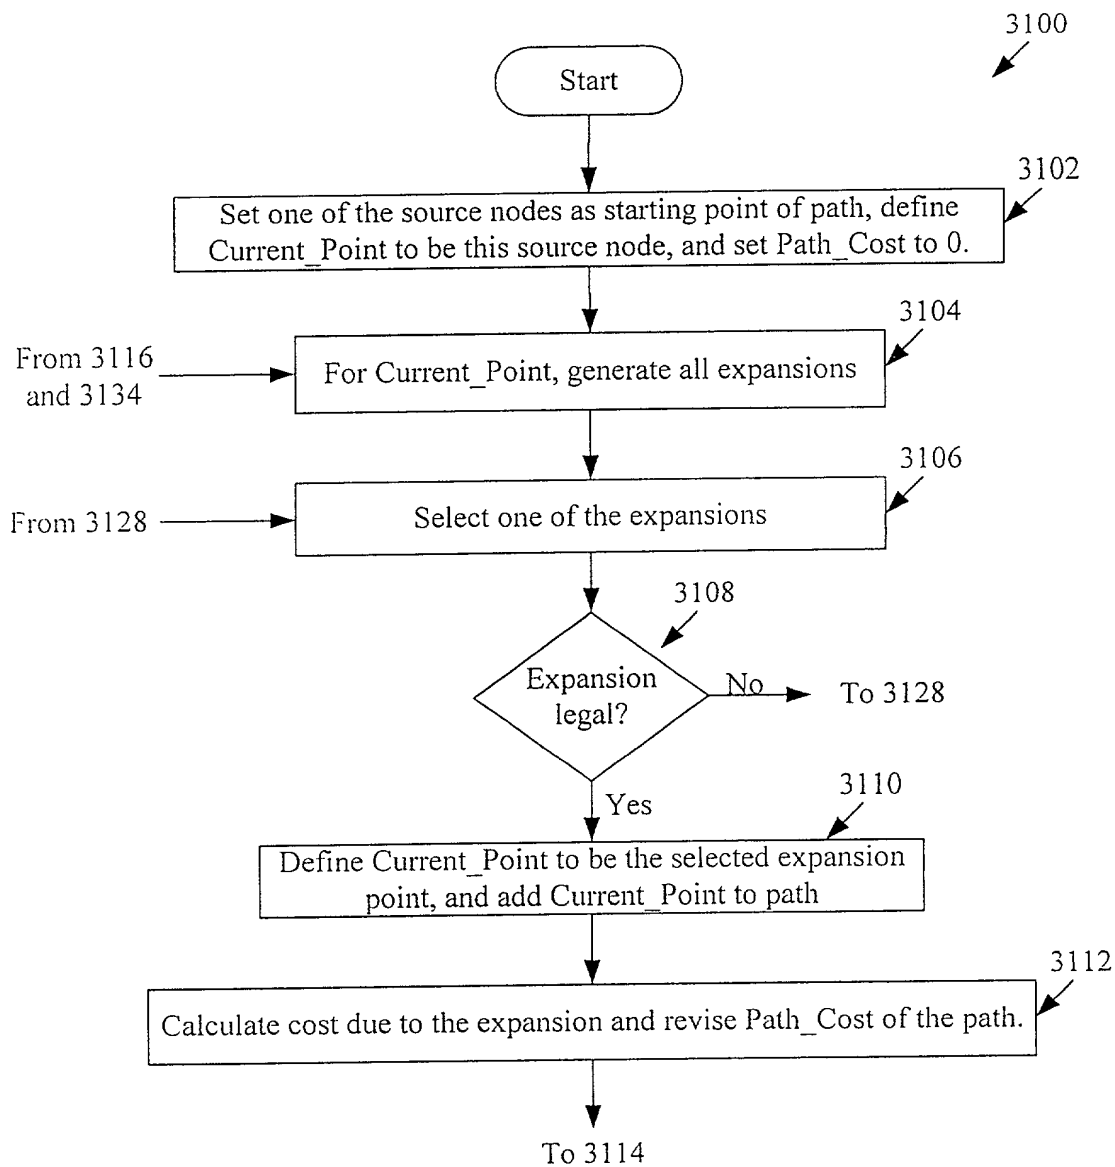 3100
Start
3102
Set one of the source nodes as starting point of path, define
Current_Point to be this source node, and set Path_Cost to 0.
3104
From 3116
and 3134
For Current_Point, generate all expansions
3106
From 3128
Select one of the expansions
3108
Expansion
legal?
No
To 3128
Yes
3110
Define Current_Point to be the selected expansion
point, and add Current_Point to path
3112
Calculate cost due to the expansion and revise Path_Cost of the path.
To 3114